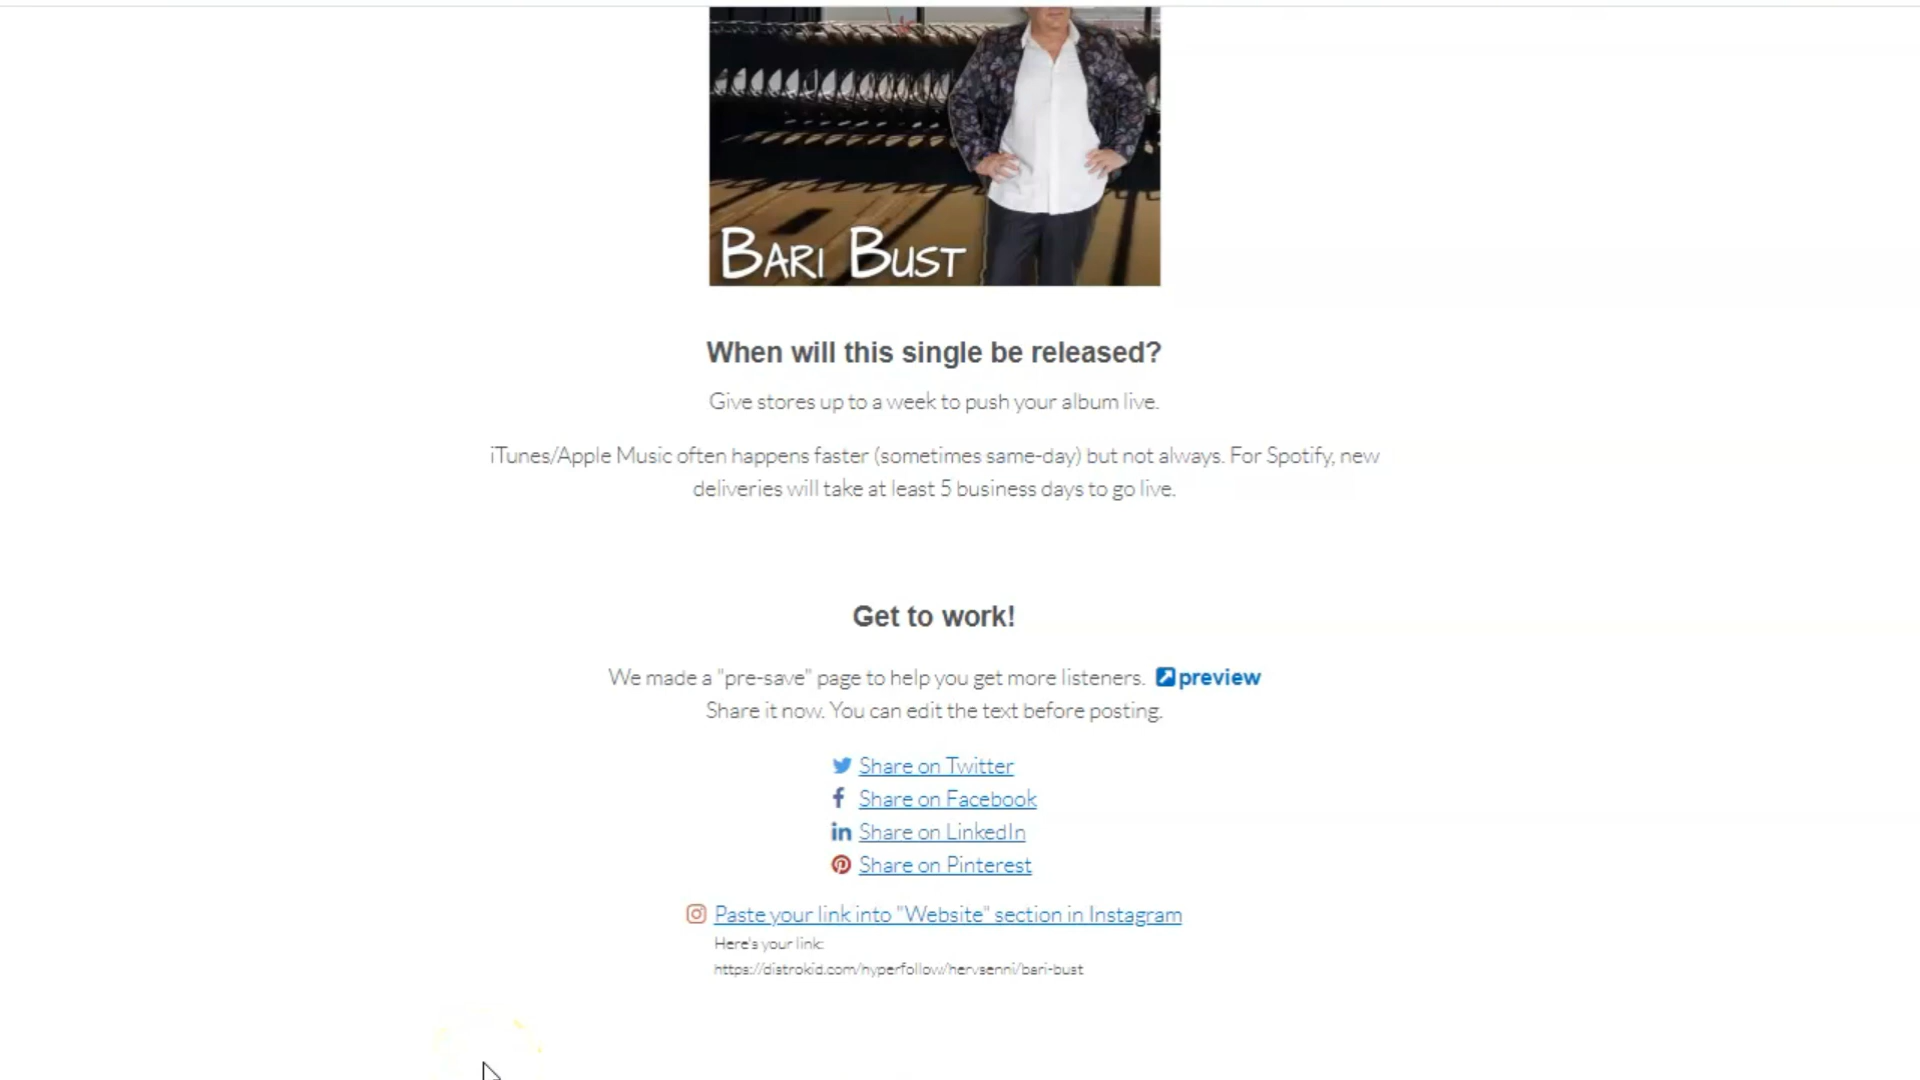 BARI BUST
When will this single be released?
Give stores up to a week to push your album live.
iTunes/Apple Music often happens faster (sometimes same-day) but not always. For Spotify, new
deliveries will take at least 5 business days to go live.
Get to work!
We made a "pre-save" page to help you get more listeners. preview
Share it now. You can edit the text before posting.
Share on Twitter
Share on Facebook
Share on LinkedIn
Share on Pinterest
Paste your link into "Website" section in Instagram
Here's your link:
https://distrokid.com/hyperfollow/hervsenni/bari-bust